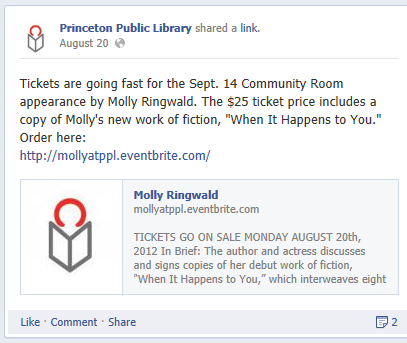 Princeton Public Library shared a link.
August 20
Tickets are going fast for the Sept. 14 Community Room
appearance by Molly Ringwald. The $25 ticket price includes a
copy of Molly's new work of fiction, "When It Happens to You."
Order here:
http://mollyatppl.eventbrite.com/
Molly Ringwald
mollyatppl.eventbrite.com
TICKETS GO ON SALE MONDAY AUGUST 20th,
2012 In Brief: The author and actress discusses
and signs copies of her debut work of fiction,
"When It Happens to You,” which interweaves eight
Like · Comment · Share 2